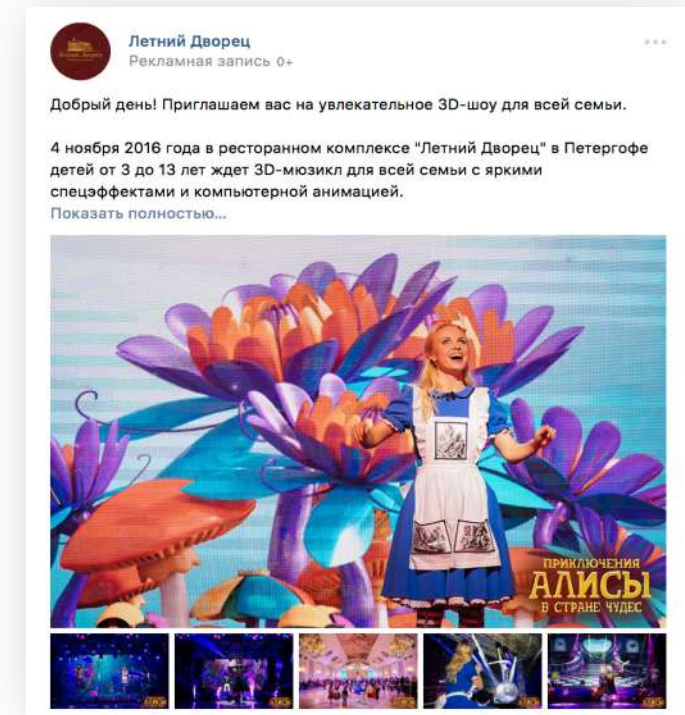 Летний Дворец
Рекламная запись 0+
Добрый день! Приглашаем вас на увлекательное 3D-шоу для всей семьи.
4 ноября 2016 года в ресторанном комплексе "Летний Дворец" в Петергофе
детей от 3 до 13 лет ждет 3D-мюзикл для всей семьи с яркими
спецэффектами и компьютерной анимацией.
Показать полностью...
ПРИКЛЮЧЕНИЯ
АЛИСЫ
В СТРАНЕ ЧУДЕС